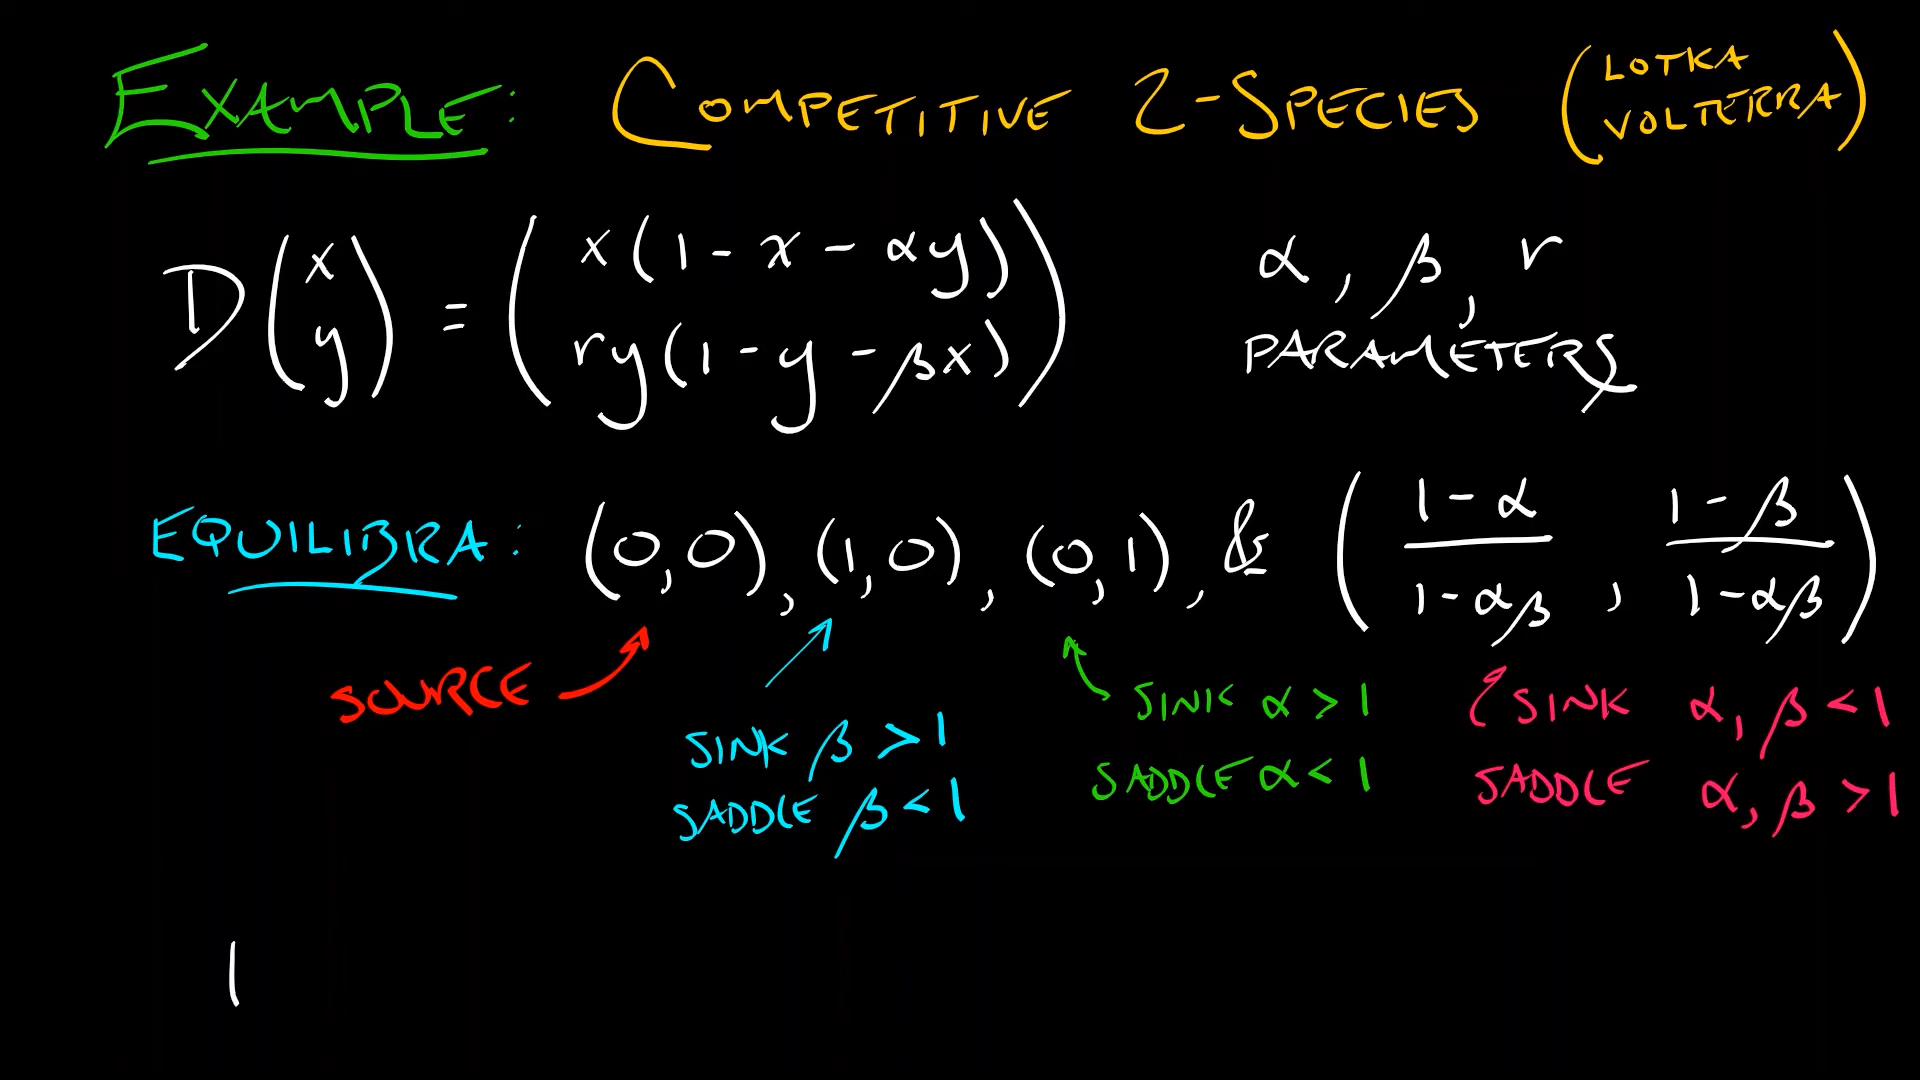 EXAMPLE: COMPETITIVE 2-SPECIES (LOTKA VOLTERRA)
D(x y) = (x(1-x-αy) ry(1-y-βx))
α, β, r
PARAMETERS
EQUILIBRA: (0,0), (1,0), (0,1), & (1-α/1-αβ, 1-β/1-αβ)
SOURCE
SINK β > 1
SADDLE β < 1
SINK α > 1
SADDLE α < 1
SINK α, β < 1
SADDLE α, β > 1